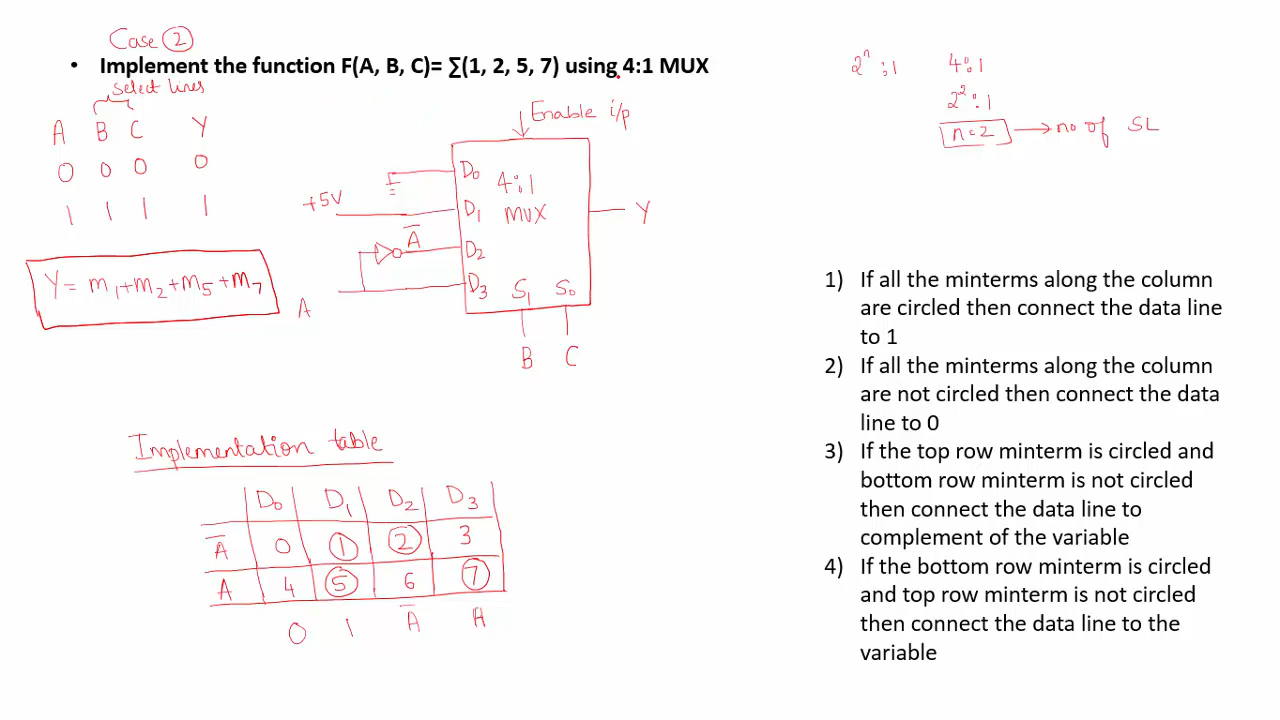 Case 2
• Implement the function F(A, B, C)= ∑(1, 2, 5, 7) using 4:1 MUX
select lines
A B C Y
0 0 0 0
1 1 1 1
Y = m₁+m₂+m₅+m₇
Enable i/p
D₀
4:1
+5V
D₁
MUX
Y
A̅
D₂
D₃
S₁ S₀
A
B C
2ⁿ:1 4:1
2²:1
n=2 → no of SL
Implementation table
D₀ D₁ D₂ D₃
A̅ 0 1 2 3
A 4 5 6 7
0 1 A̅ A
1) If all the minterms along the column
are circled then connect the data line
to 1
2) If all the minterms along the column
are not circled then connect the data
line to 0
3) If the top row minterm is circled and
bottom row minterm is not circled
then connect the data line to
complement of the variable
4) If the bottom row minterm is circled
and top row minterm is not circled
then connect the data line to the
variable